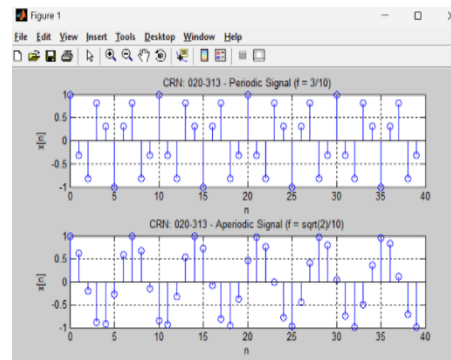 Figure 1
File Edit View Insert Tools Desktop Window Help
CRN: 020-313 - Periodic Signal (f = 3/10)
1
0.5
0
-0.5
-1
x[n]
0 5 10 15 20 25 30 35 40
n
CRN: 020-313 - Aperiodic Signal (f = sqrt(2)/10)
1
0.5
0
-0.5
-1
x[n]
0 5 10 15 20 25 30 35 40
n